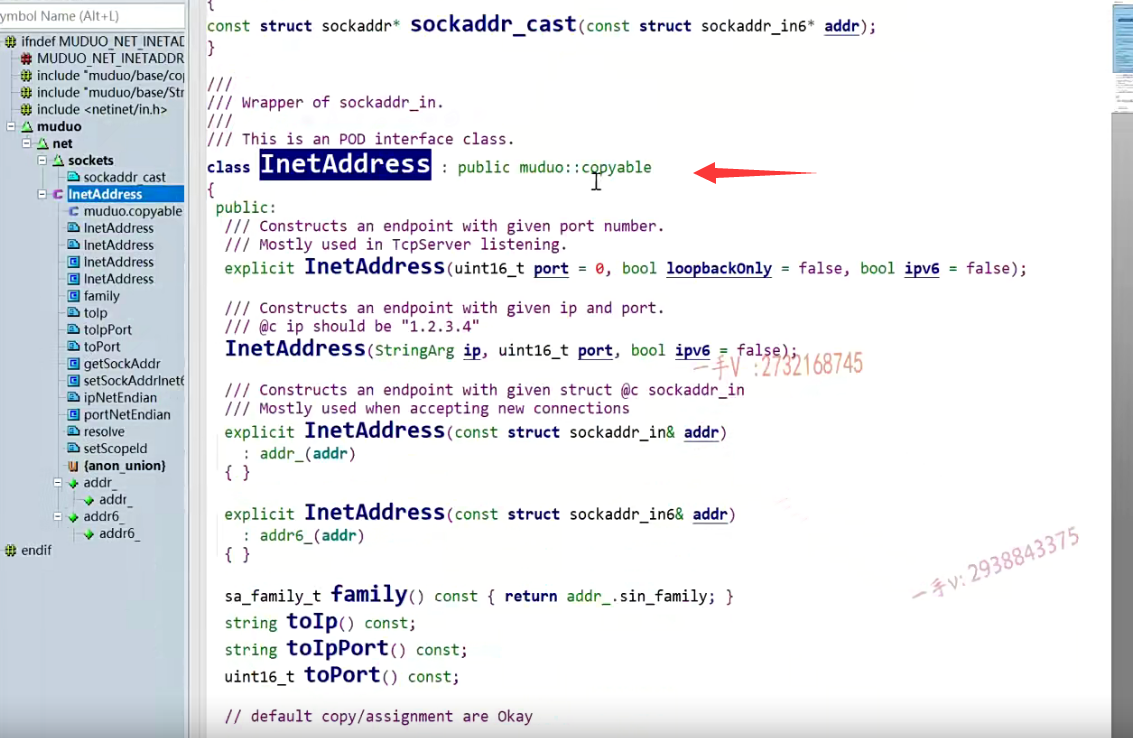 ymbol Name (Alt+L)
ifndef MUDUO_NET_INETAD
MUDUO_NET_INETADDR
include "muduo/base/cop
include "muduo/base/Str
include <netinet/in.h>
muduo
net
sockets
sockaddr_cast
InetAddress
muduo.copyable
InetAddress
InetAddress
InetAddress
InetAddress
family
toIp
toIpPort
toPort
getSockAddr
setSockAddrInet6
ipNetEndian
portNetEndian
resolve
setScopeId
{anon_union}
addr_
addr_
addr6_
addr6_
endif
{
const struct sockaddr* sockaddr_cast(const struct sockaddr_in6* addr);
}
///
/// Wrapper of sockaddr_in.
///
/// This is an POD interface class.
class InetAddress : public muduo::copyable
{
public:
/// Constructs an endpoint with given port number.
/// Mostly used in TcpServer listening.
explicit InetAddress(uint16_t port = 0, bool loopbackOnly = false, bool ipv6 = false);
/// Constructs an endpoint with given ip and port.
/// @c ip should be "1.2.3.4"
InetAddress(StringArg ip, uint16_t port, bool ipv6 = false);
一手V :2732168745
/// Constructs an endpoint with given struct @c sockaddr_in
/// Mostly used when accepting new connections
explicit InetAddress(const struct sockaddr_in& addr)
: addr_(addr)
{ }
explicit InetAddress(const struct sockaddr_in6& addr)
: addr6_(addr)
{ }
一手v: 2938843375
sa_family_t family() const { return addr_.sin_family; }
string toIp() const;
string toIpPort() const;
uint16_t toPort() const;
// default copy/assignment are Okay